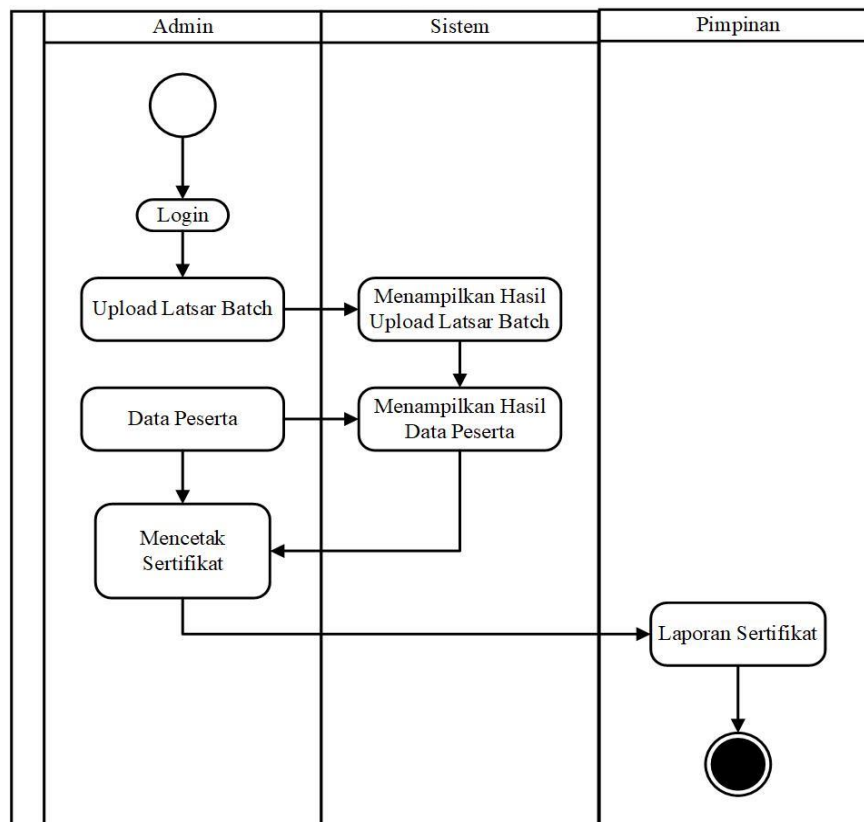 Admin
Sistem
Pimpinan
Login
Upload Latsar Batch
Menampilkan Hasil
Upload Latsar Batch
Data Peserta
Menampilkan Hasil
Data Peserta
Mencetak
Sertifikat
Laporan Sertifikat